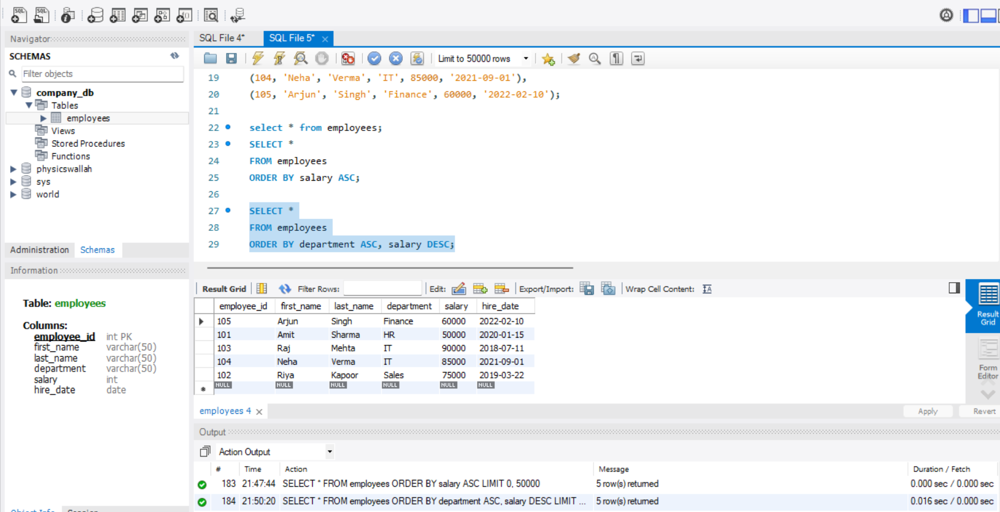 SQL
SQL
f()
Navigator
SCHEMAS
Filter objects
company_db
Tables
employees
Views
Stored Procedures
Functions
physicswallah
sys
world
Administration Schemas
Information
Table: employees
Columns:
employee_id int PK
first_name varchar(50)
last_name varchar(50)
department varchar(50)
salary int
hire_date date
SQL File 4* SQL File 5*
Limit to 50000 rows
19 (104, 'Neha', 'Verma', 'IT', 85000, '2021-09-01'),
20 (105, 'Arjun', 'Singh', 'Finance', 60000, '2022-02-10');
21
22 select * from employees;
23 SELECT *
24 FROM employees
25 ORDER BY salary ASC;
26
27 SELECT *
28 FROM employees
29 ORDER BY department ASC, salary DESC;
Result Grid Filter Rows: Edit: Export/Import: Wrap Cell Content:
employee_id first_name last_name department salary hire_date
105 Arjun Singh Finance 60000 2022-02-10
101 Amit Sharma HR 50000 2020-01-15
103 Raj Mehta IT 90000 2018-07-11
104 Neha Verma IT 85000 2021-09-01
102 Riya Kapoor Sales 75000 2019-03-22
NULL NULL NULL NULL NULL NULL
Result
Grid
Form
Editor
employees 4
Apply Revert
Output
Action Output
# Time Action Message Duration / Fetch
183 21:47:44 SELECT * FROM employees ORDER BY salary ASC LIMIT 0, 50000 5 row(s) returned 0.000 sec / 0.000 sec
184 21:50:20 SELECT * FROM employees ORDER BY department ASC, salary DESC LIMIT ... 5 row(s) returned 0.016 sec / 0.000 sec
Object Info Session